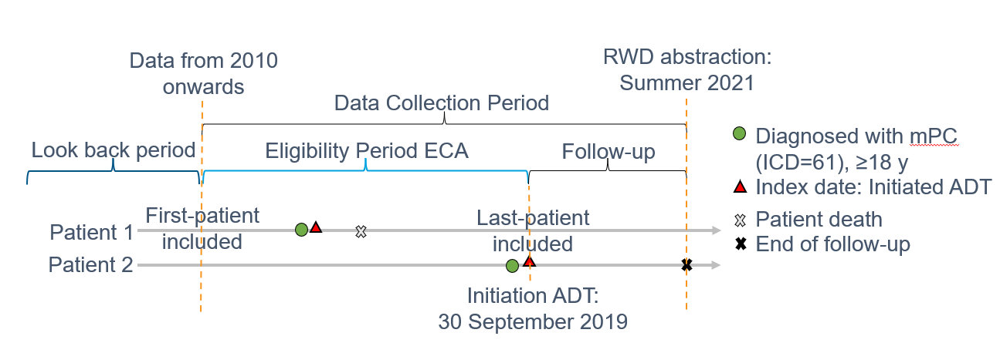 Data from 2010
onwards
RWD abstraction:
Summer 2021
Data Collection Period
Look back period
Eligibility Period ECA
Follow-up
Diagnosed with mPC
(ICD=61), ≥18 y
Index date: Initiated ADT
Patient death
End of follow-up
First-patient
included
Last-patient
included
Patient 1
Patient 2
Initiation ADT:
30 September 2019